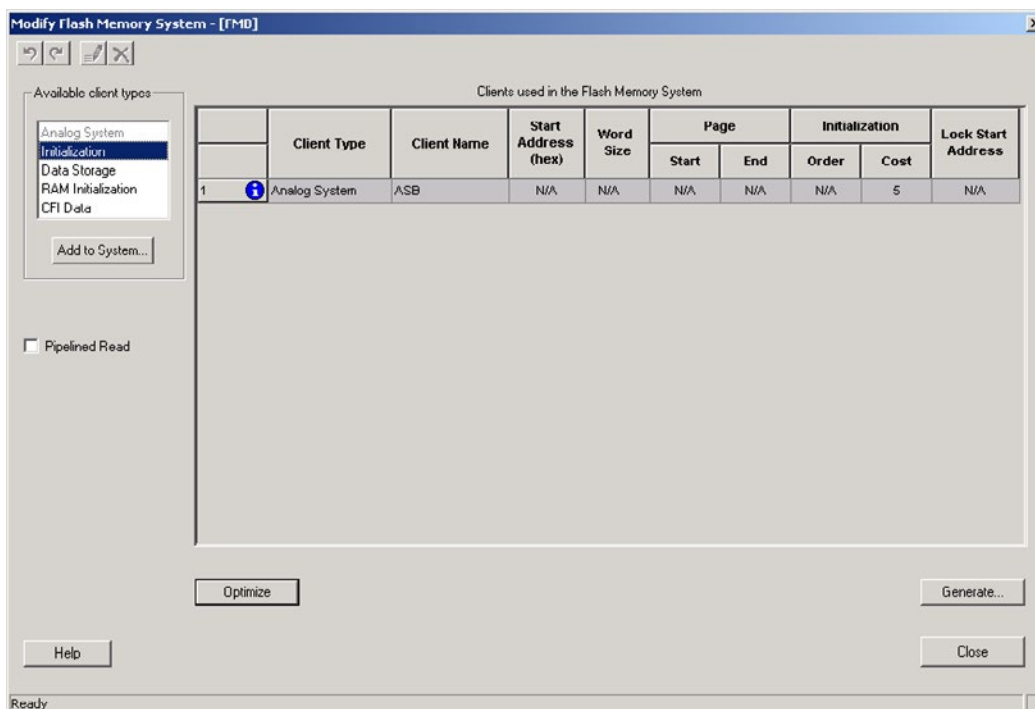 Modify Flash Memory System - [FMB]
Available client types
Analog System
Initialization
Data Storage
RAM Initialization
CFI Data
Add to System...
Pipelined Read
Clients used in the Flash Memory System
Client Type Client Name Start Address (hex) Word Size Page Initialization Lock Start Address
Start End Order Cost
1 Analog System ASB N/A N/A N/A N/A N/A 5 N/A
Optimize Generate...
Help Close
Ready